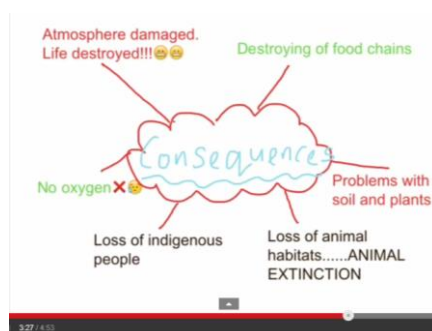 Atmosphere damaged.
Life destroyed!!!😁😁
Destroying of food chains
Consequences
No oxygen❌😥
Problems with
soil and plants
Loss of indigenous
people
Loss of animal
habitats......ANIMAL
EXTINCTION
3:27 / 4:53